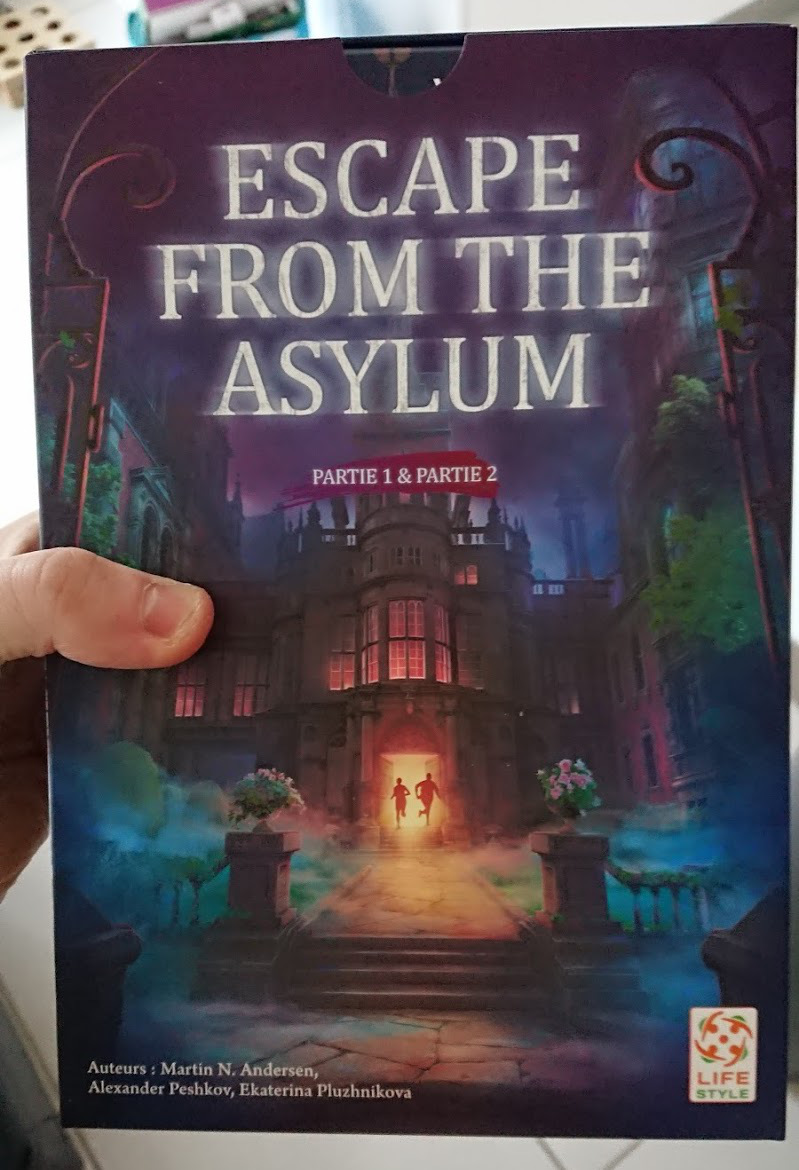 ESCAPE
FROM THE
ASYLUM
PARTIE 1 & PARTIE 2
Auteurs : Martin N. Andersen,
Alexander Peshkov, Ekaterina Pluzhnikova
LIFE
STYLE